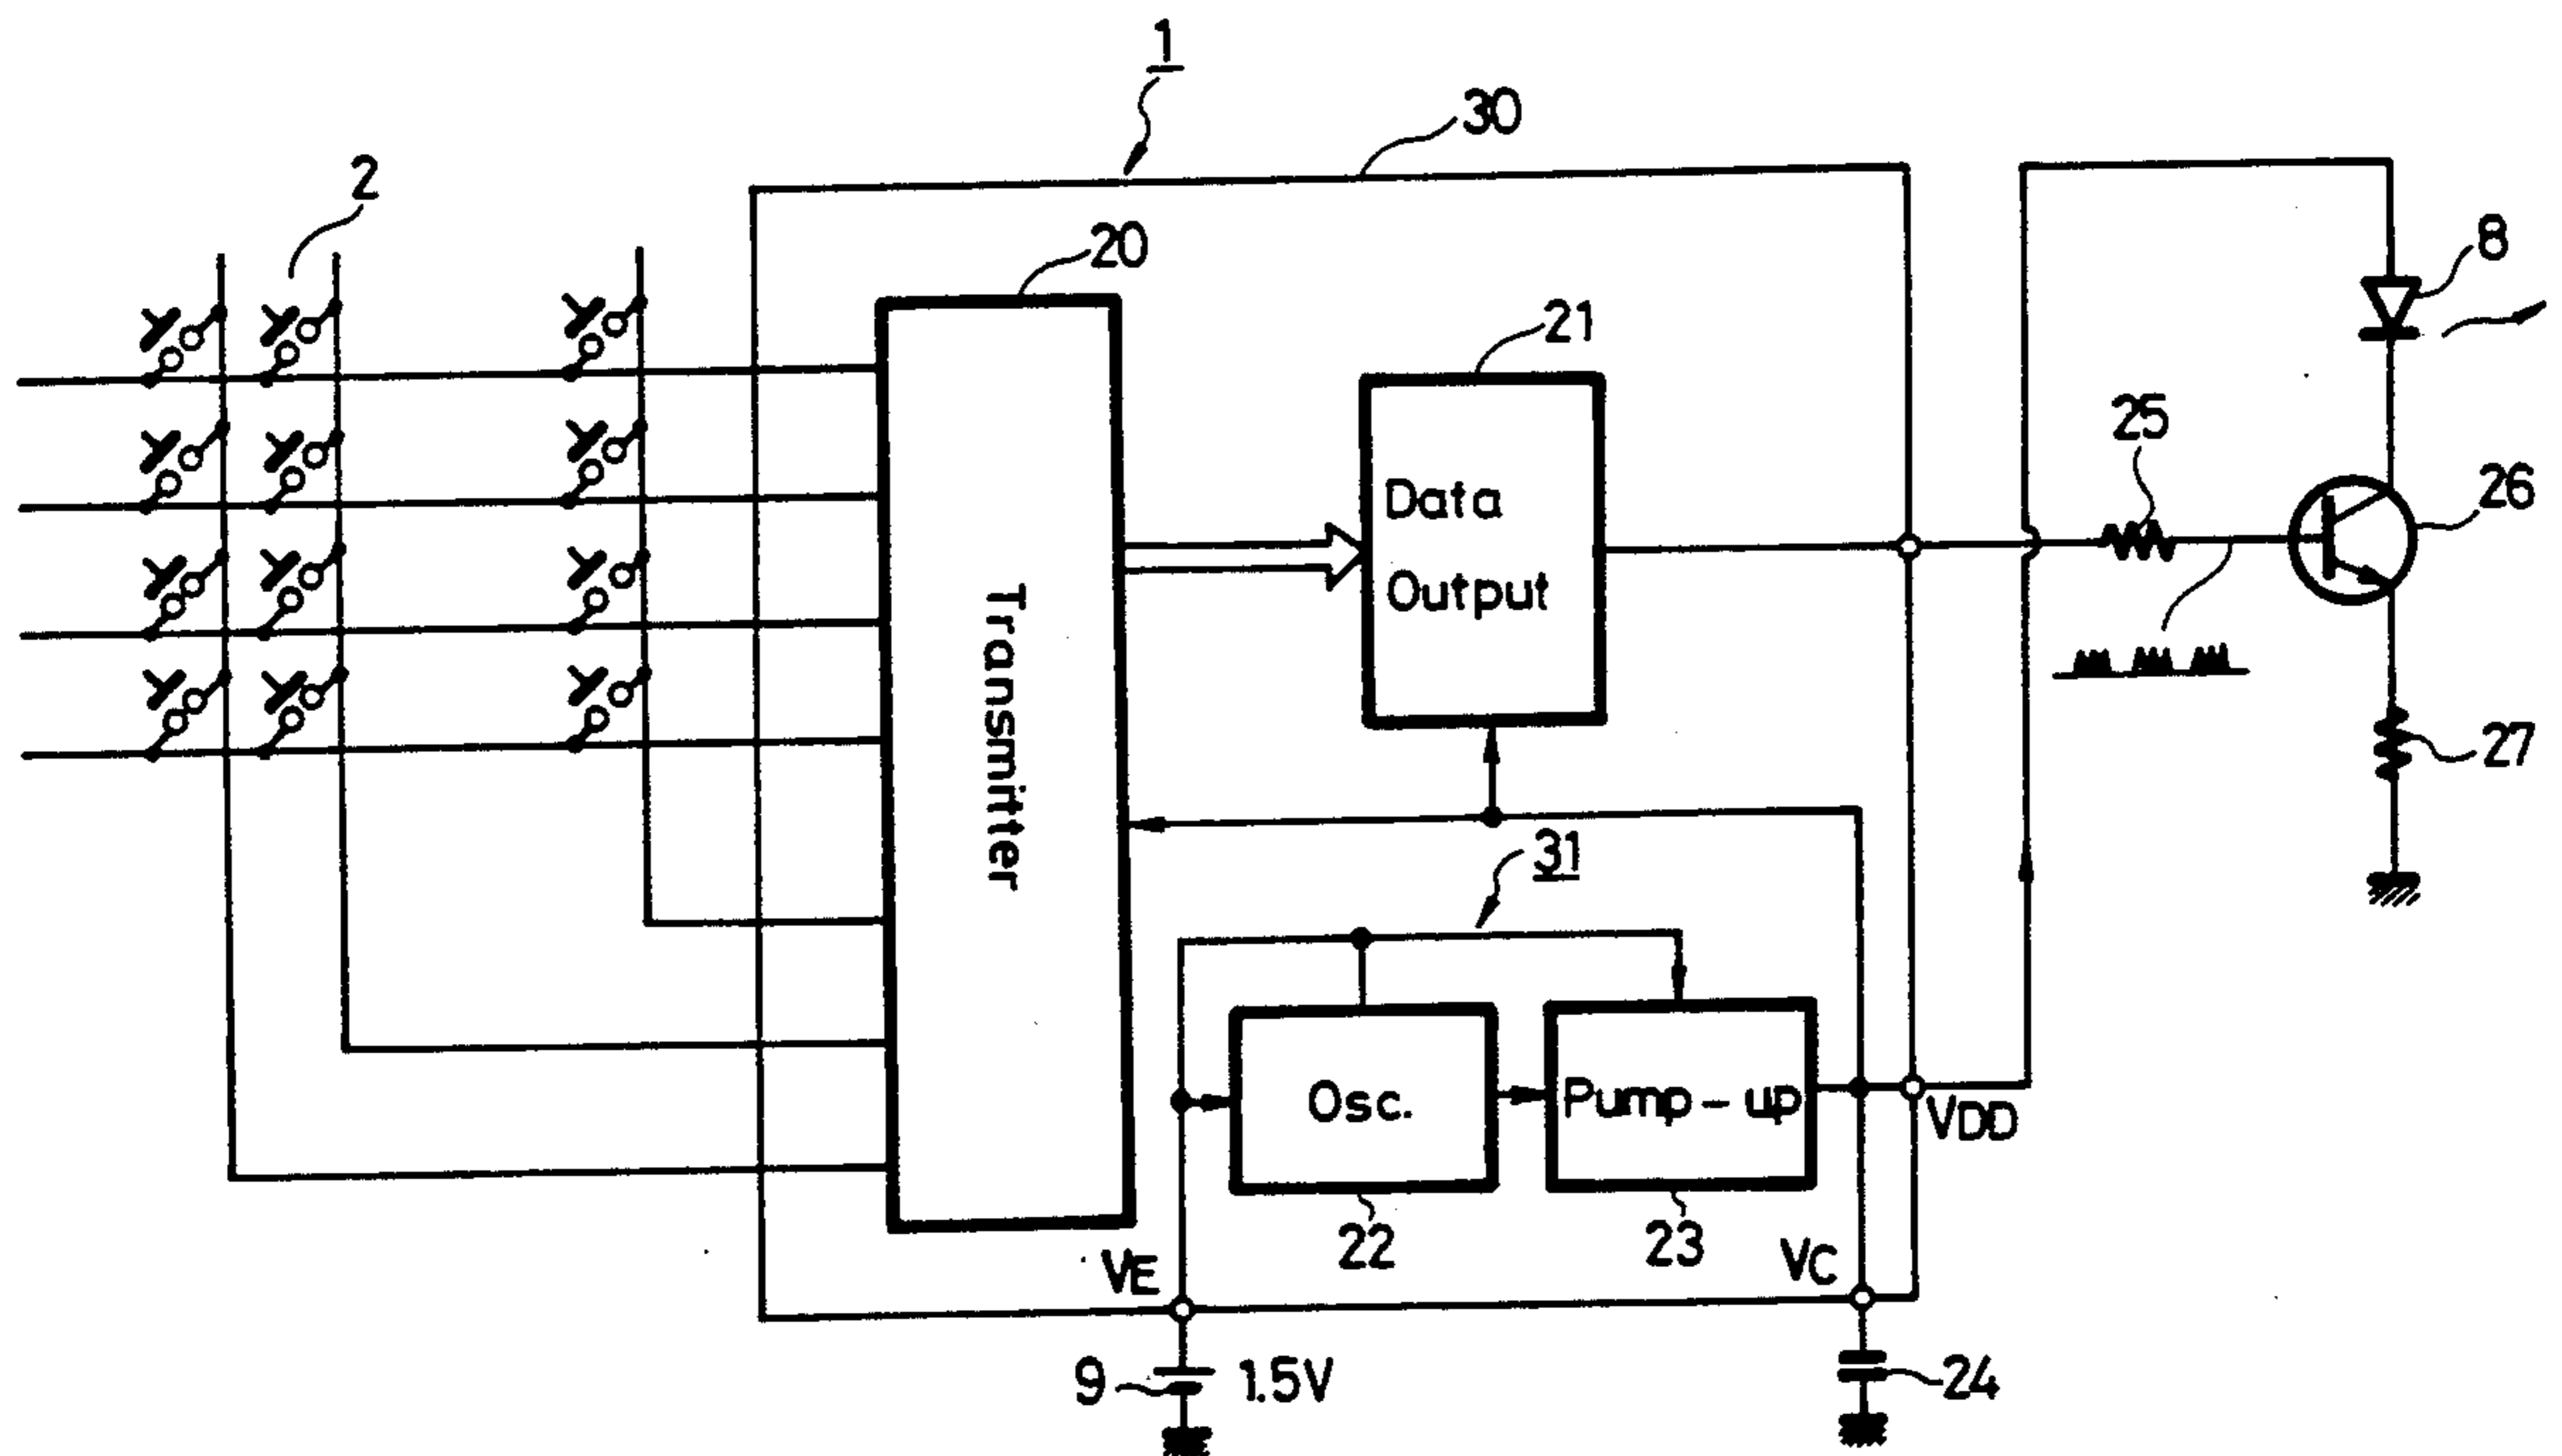 1
30
2
20
8
21
25
26
Data
Output
Transmitter
27
31
Osc.
Pump-up
VDD
22
23
VE
VC
9
1.5V
24